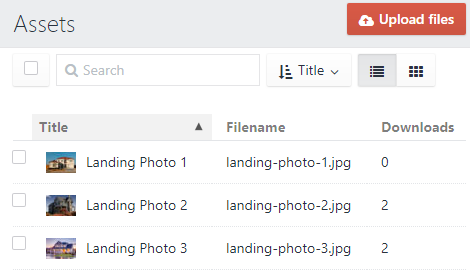 Assets
Upload files
Search
Title
Title Filename Downloads
Landing Photo 1 landing-photo-1.jpg 0
Landing Photo 2 landing-photo-2.jpg 2
Landing Photo 3 landing-photo-3.jpg 2